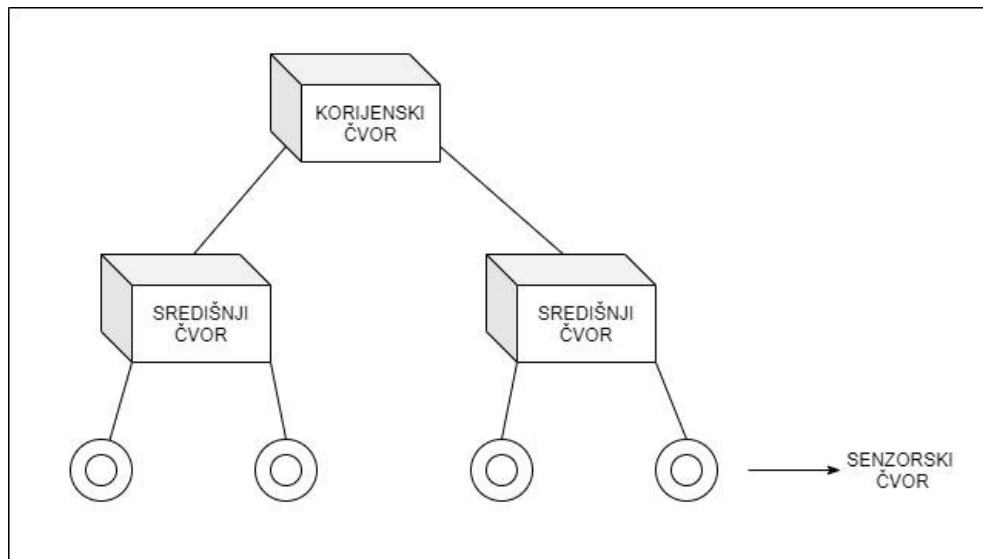 KORIJENSKI
ČVOR
SREDIŠNJI
ČVOR
SREDIŠNJI
ČVOR
SENZORSKI
ČVOR